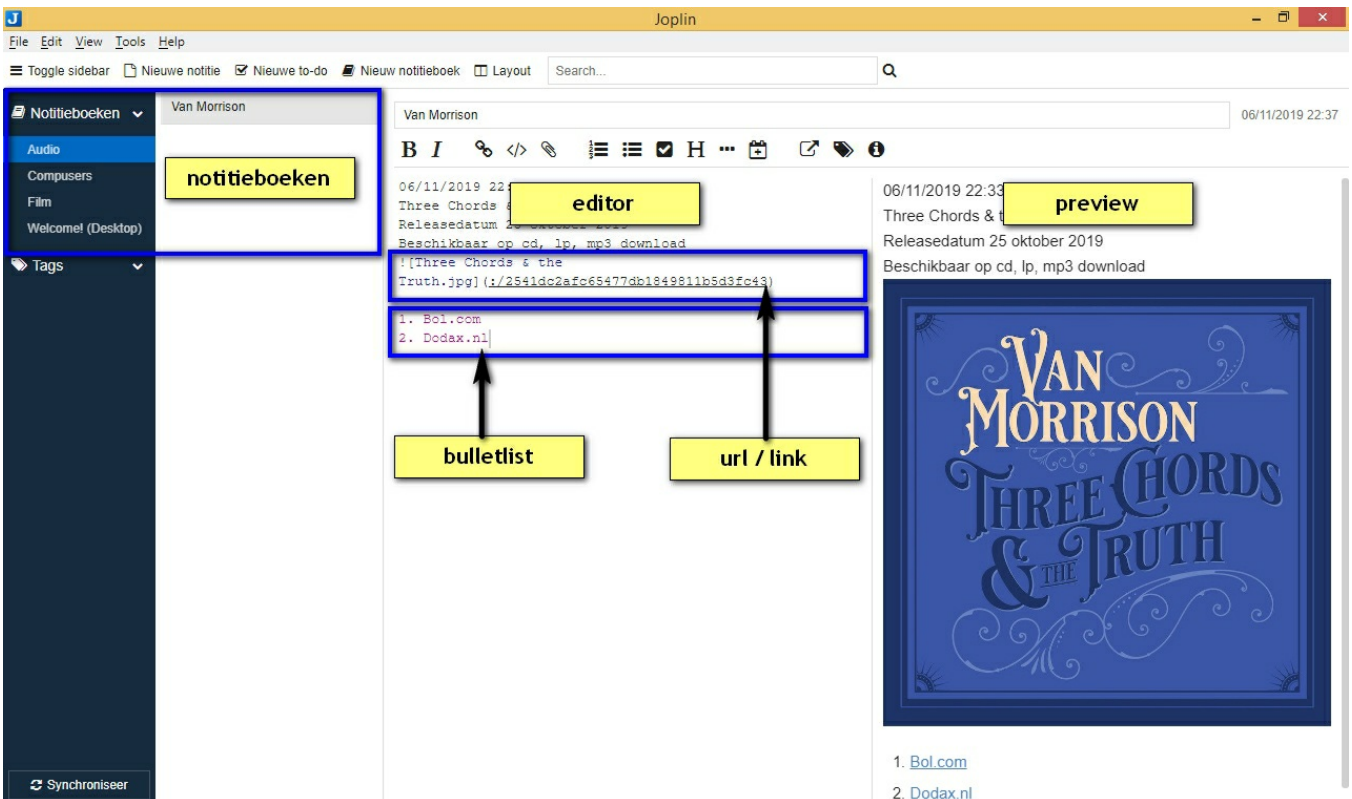 Joplin
File Edit View Tools Help
Toggle sidebar Nieuwe notitie Nieuwe to-do Nieuw notitieboek Layout Search...
Notitieboeken
Audio
Compusers
Film
Welcome! (Desktop)
Tags
Synchroniseer
Van Morrison
notitieboeken
Van Morrison
06/11/2019 22:37
B I H
06/11/2019 22:
Three Chords
Releasedatum 25 oktober 2019
Beschikbaar op cd, lp, mp3 download
![Three Chords & the
Truth.jpg](:/2541dc2afc65477db1849811b5d3fc43)
1. Bol.com
2. Dodax.nl
editor
bulletlist
url / link
preview
06/11/2019 22:33
Three Chords & t
Releasedatum 25 oktober 2019
Beschikbaar op cd, lp, mp3 download
VAN
MORRISON
THREE CHORDS
& THE TRUTH
1. Bol.com
2. Dodax.nl